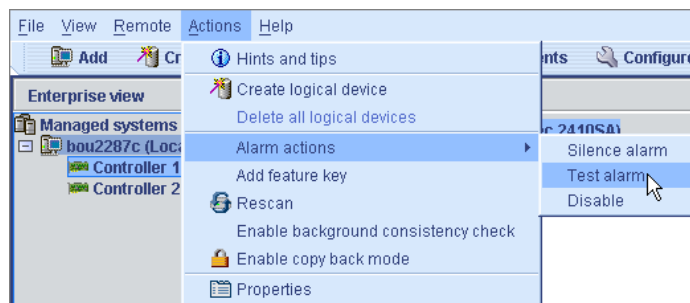 File View Remote Actions Help
Add Cr Hints and tips nts Configure
Enterprise view Create logical device
Delete all logical devices
Managed systems c 2410SA)
bou2287c (Loca Alarm actions Silence alarm
Controller 1 Add feature key Test alarm
Controller 2 Rescan Disable
Enable background consistency check
Enable copy back mode
Properties